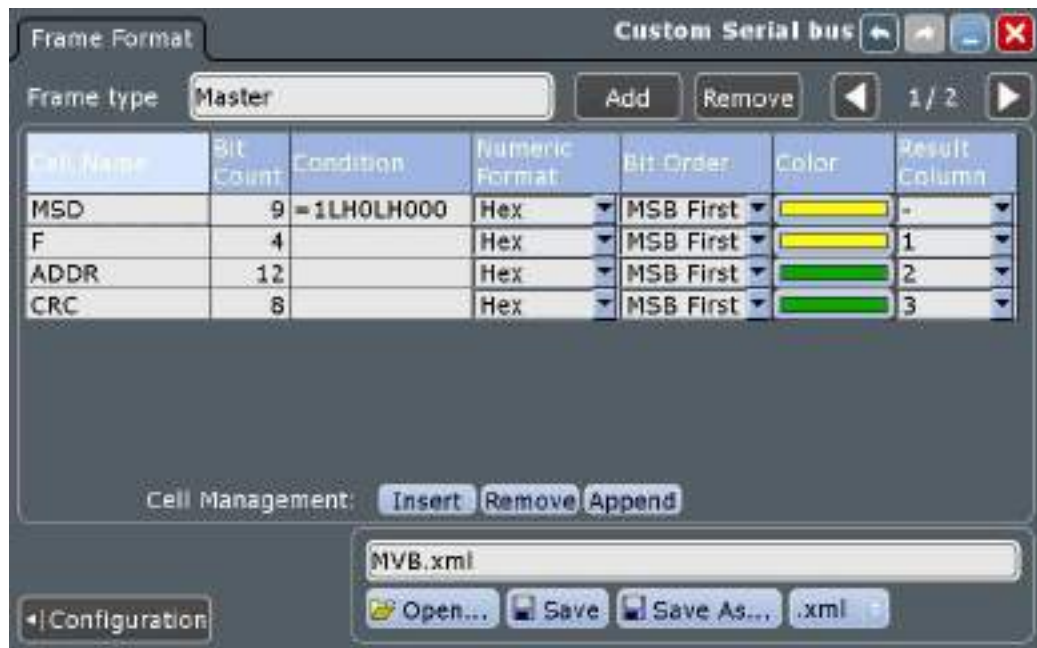 Frame Format Custom Serial bus
Frame type Master Add Remove 1/2
Cell Name Bit Count Condition Numeric Format Bit Order Color Result Column
MSD 9 =1LH0LH000 Hex MSB First -
F 4 Hex MSB First 1
ADDR 12 Hex MSB First 2
CRC 8 Hex MSB First 3
Cell Management: Insert Remove Append
MVB.xml
Configuration Open... Save Save As... .xml